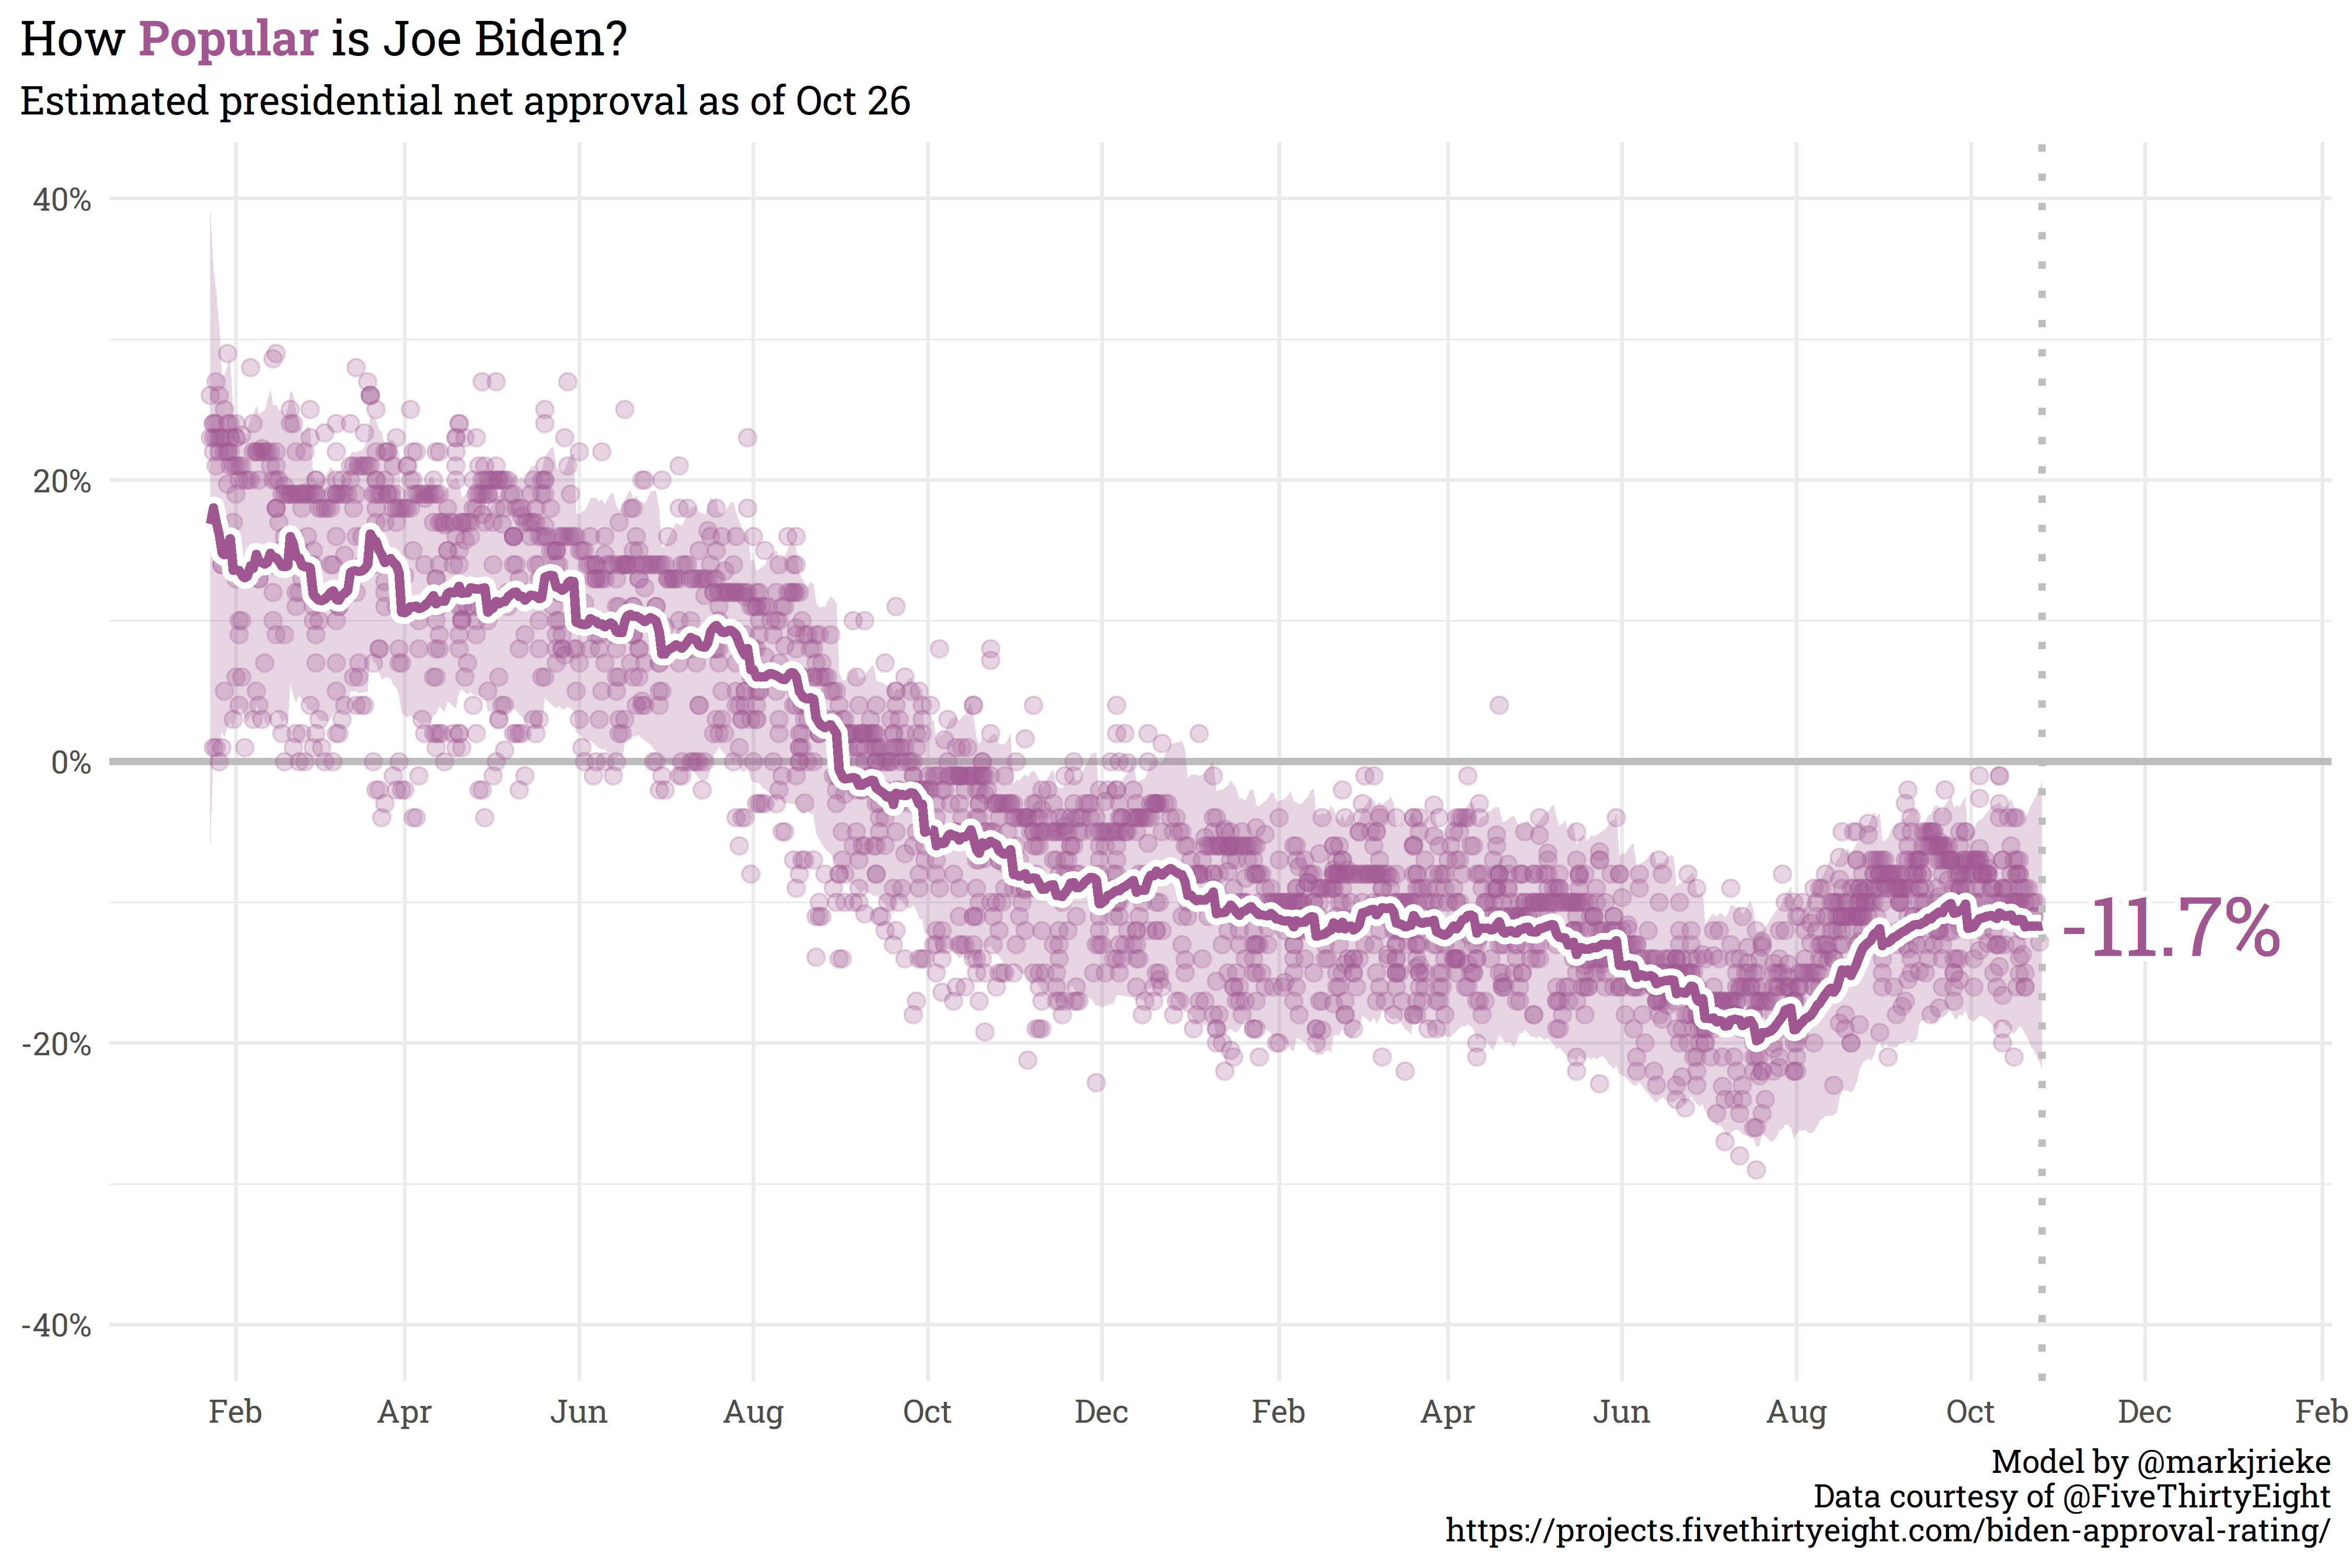 How Popular is Joe Biden?
Estimated presidential net approval as of Oct 26
40%
20%
0%
-20%
-40%
-11.7%
Feb Apr Jun Aug Oct Dec Feb Apr Jun Aug Oct Dec Feb
Model by @markjrieke
Data courtesy of @FiveThirtyEight
https://projects.fivethirtyeight.com/biden-approval-rating/